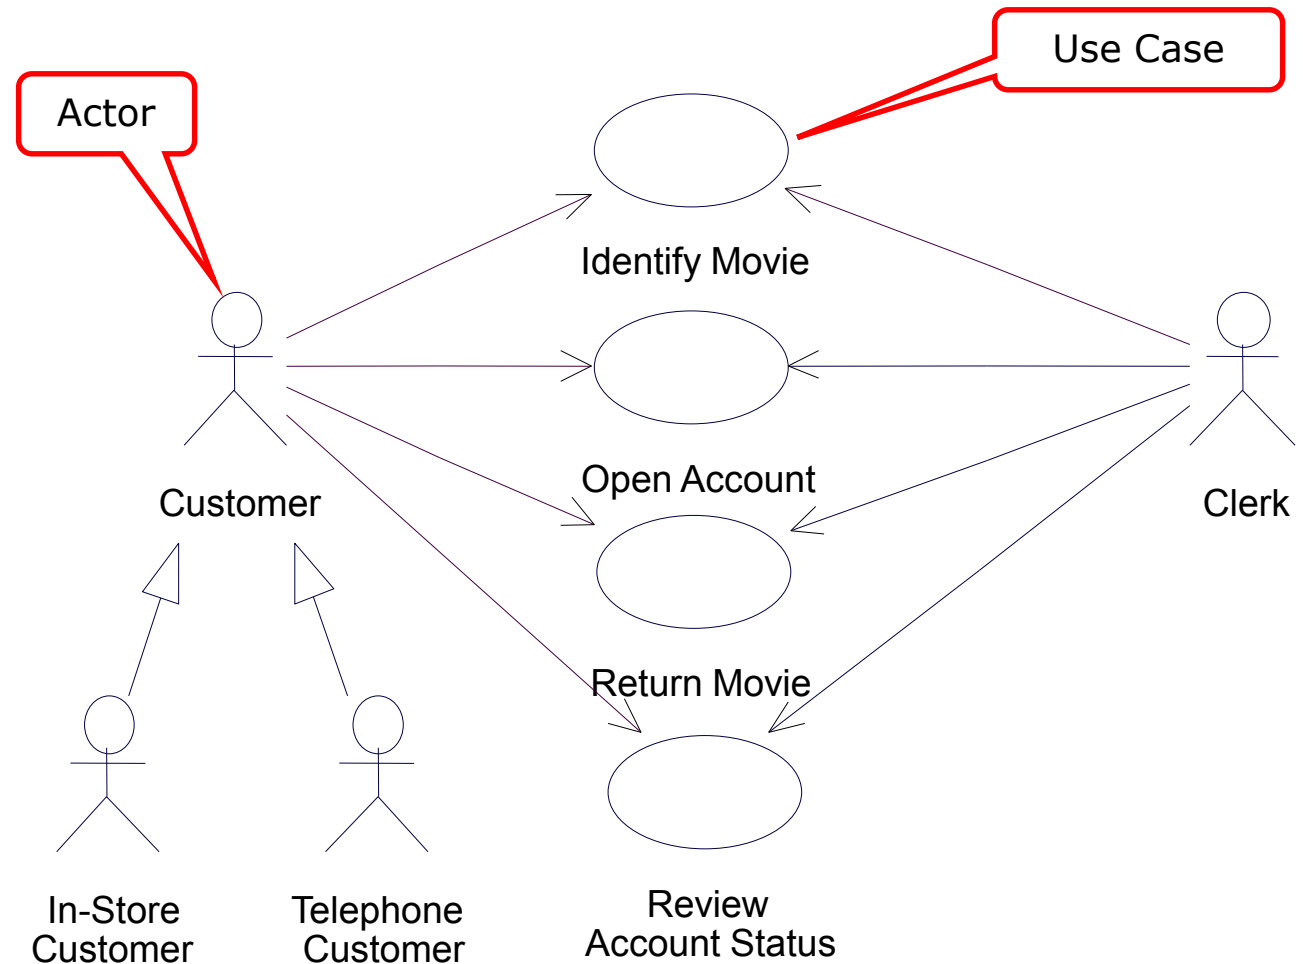 Use Case
Actor
Identify Movie
Open Account
Customer
Clerk
Return Movie
In-Store
Customer
Telephone
Customer
Review
Account Status